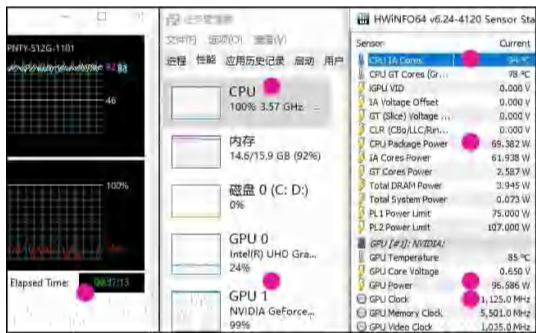 PNTY-512G-1101
46
100%
Elapsed Time:
00:37:13
任务管理器
文件(F) 选项(O) 查看(V)
进程 性能 应用历史记录 启动 用户
CPU
100% 3.57 GHz
内存
14.6/15.9 GB (92%)
磁盘 0 (C: D:)
0%
GPU 0
Intel(R) UHD Gra...
24%
GPU 1
NVIDIA GeForce...
99%
HWiNFO64 v6.24-4120 Sensor Sta
Sensor Current
CPU IA Cores 94 °C
CPU GT Cores (Gr... 78 °C
iGPU VID 0.000 V
IA Voltage Offset 0.000 V
GT (Slice) Voltage ... 0.000 V
CLR (CBo/LLC/Rin... 0.000 V
CPU Package Power 69.382 W
IA Cores Power 61.938 W
GT Cores Power 2.587 W
Total DRAM Power 3.945 W
Total System Power 0.073 W
PL1 Power Limit 75.000 W
PL2 Power Limit 107.000 W
GPU [#1]: NVIDIA:
GPU Temperature 85 °C
GPU Core Voltage 0.650 V
GPU Power 96.586 W
GPU Clock 1,125.0 MHz
GPU Memory Clock 5,501.0 MHz
GPU Video Clock 1,035.0 MHz